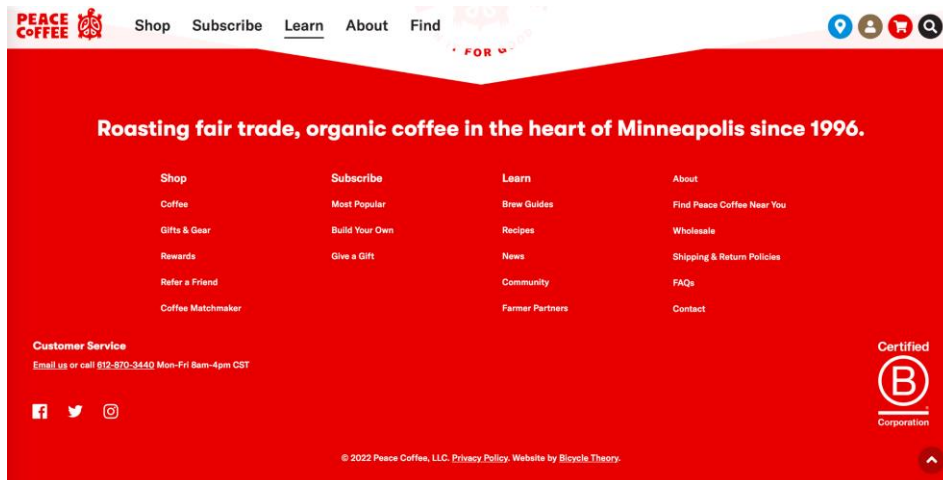 PEACE COFFEE
Shop Subscribe Learn About Find
FOR
Roasting fair trade, organic coffee in the heart of Minneapolis since 1996.
Shop Subscribe Learn About
Coffee Most Popular Brew Guides Find Peace Coffee Near You
Gifts & Gear Build Your Own Recipes Wholesale
Rewards Give a Gift News Shipping & Return Policies
Refer a Friend Community FAQs
Coffee Matchmaker Farmer Partners Contact
Customer Service
Email us or call 612-870-3440 Mon-Fri 8am-4pm CST
Certified
B
Corporation
© 2022 Peace Coffee, LLC. Privacy Policy. Website by Bicycle Theory.